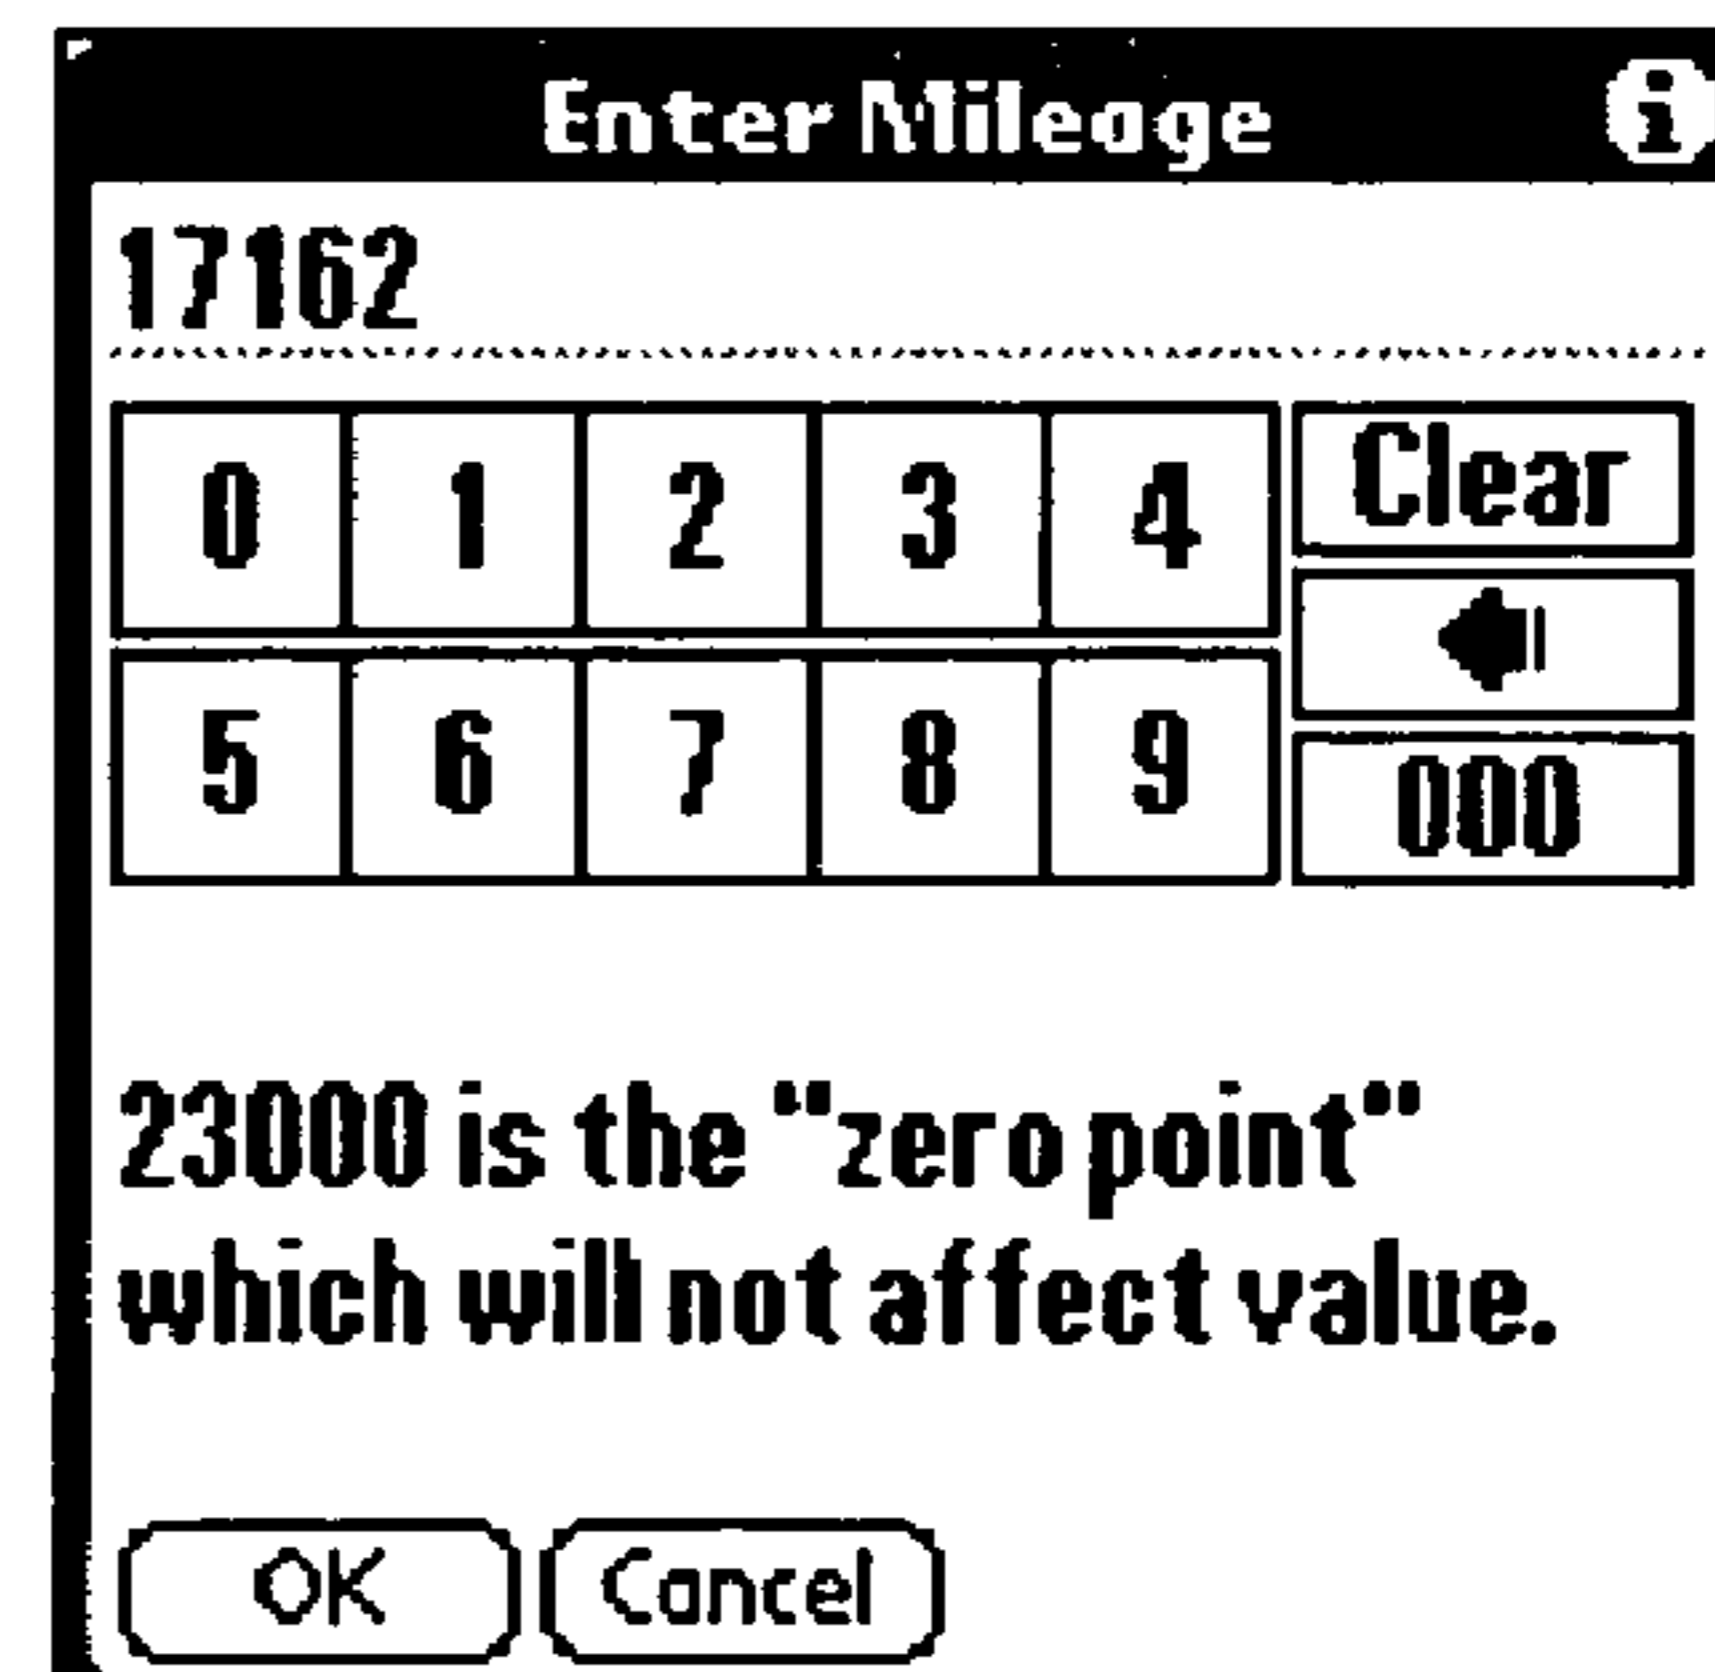 Enter Mileage i
17162
0 1 2 3 4 Clear
5 6 7 8 9 000
23000 is the "zero point"
which will not affect value.
OK Cancel